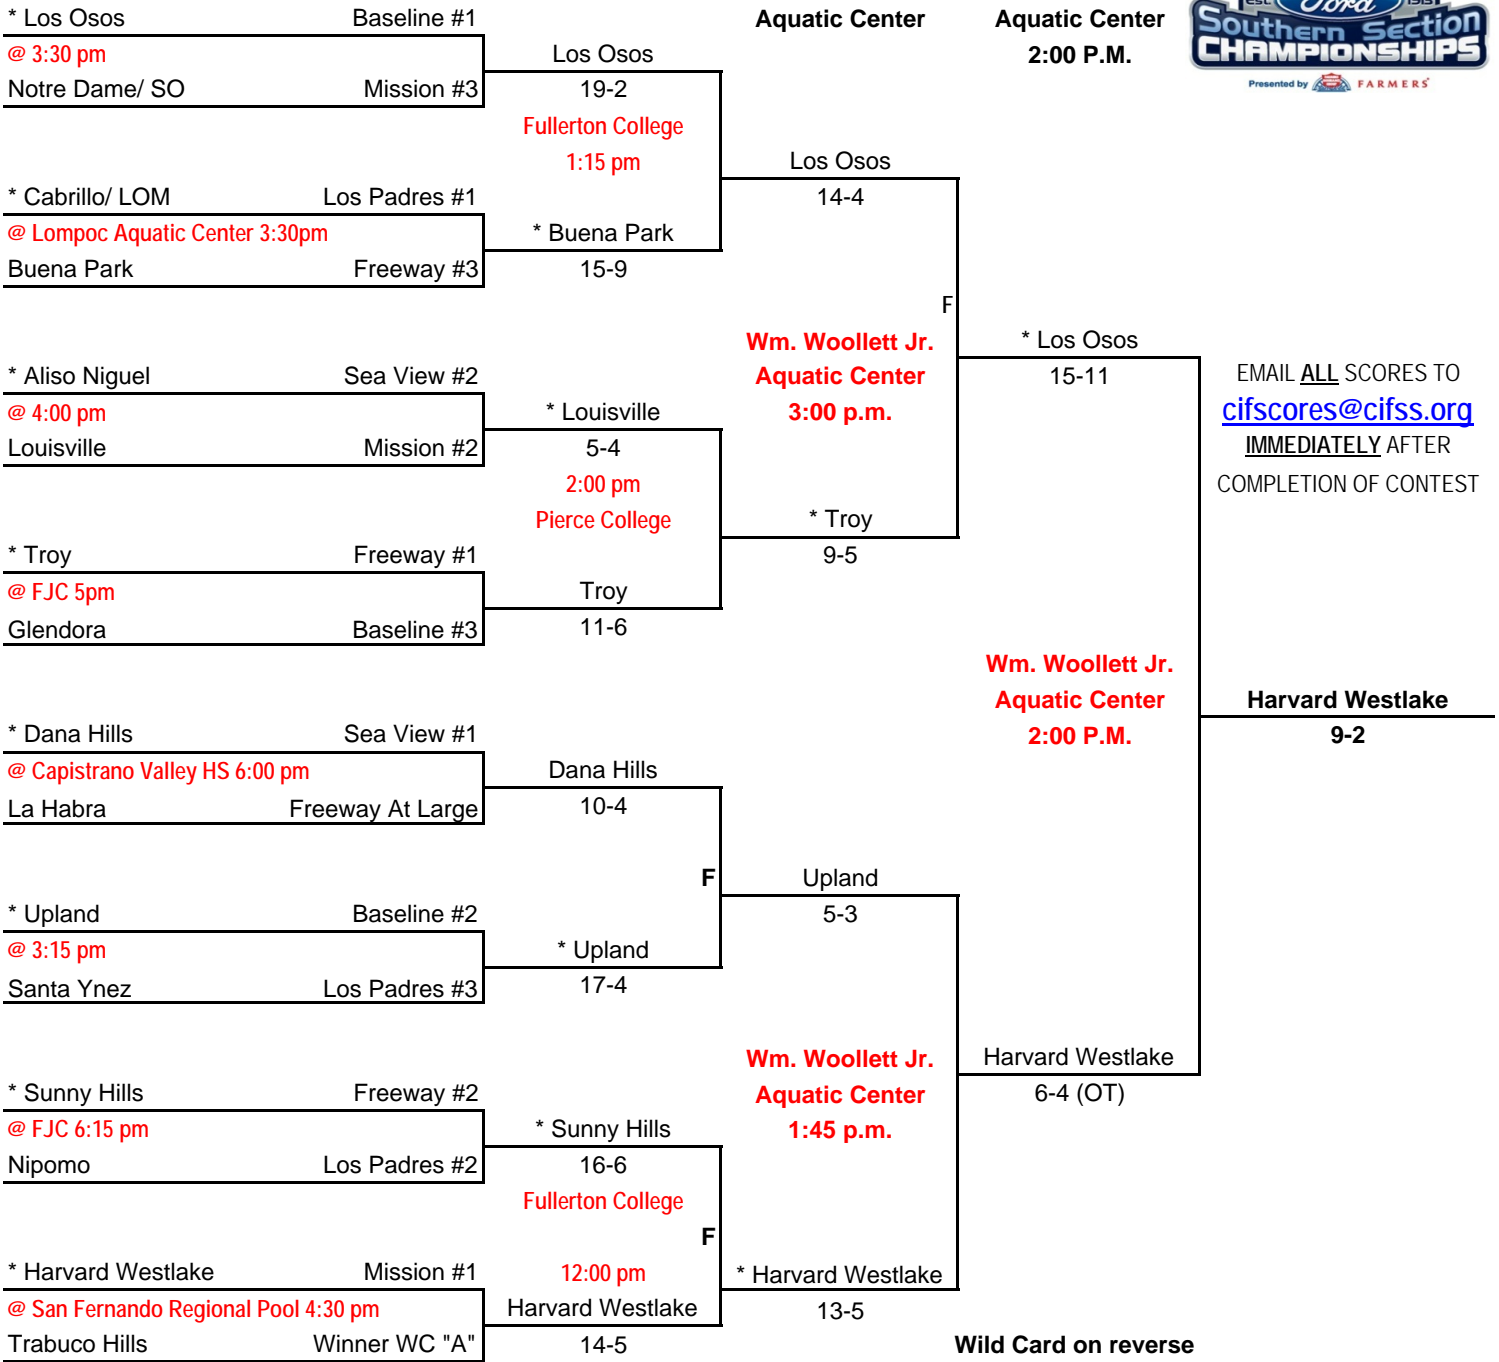 * Los Osos Baseline #1
@ 3:30 pm
Notre Dame/ SO Mission #3
* Cabrillo/ LOM Los Padres #1
@ Lompoc Aquatic Center 3:30pm
Buena Park Freeway #3
* Aliso Niguel Sea View #2
@ 4:00 pm
Louisville Mission #2
* Troy Freeway #1
@ FJC 5pm
Glendora Baseline #3
* Dana Hills Sea View #1
@ Capistrano Valley HS 6:00 pm
La Habra Freeway At Large
* Upland Baseline #2
@ 3:15 pm
Santa Ynez Los Padres #3
* Sunny Hills Freeway #2
@ FJC 6:15 pm
Nipomo Los Padres #2
* Harvard Westlake Mission #1
@ San Fernando Regional Pool 4:30 pm
Trabuco Hills Winner WC "A"
Los Osos
19-2
Fullerton College
1:15 pm
* Buena Park
15-9
* Louisville
5-4
2:00 pm
Pierce College
Troy
11-6
Dana Hills
10-4
F
* Upland
17-4
* Sunny Hills
16-6
Fullerton College
F
12:00 pm
Harvard Westlake
14-5
Aquatic Center
Los Osos
14-4
F
Wm. Woollett Jr.
Aquatic Center
3:00 p.m.
* Troy
9-5
Upland
5-3
Wm. Woollett Jr.
Aquatic Center
1:45 p.m.
* Harvard Westlake
13-5
Aquatic Center
2:00 P.M.
* Los Osos
15-11
Wm. Woollett Jr.
Aquatic Center
2:00 P.M.
Harvard Westlake
6-4 (OT)
Wild Card on reverse
EST Ford 1913
Southern Section
CHAMPIONSHIPS
Presented by FARMERS
EMAIL ALL SCORES TO
cifscores@cifss.org
IMMEDIATELY AFTER
COMPLETION OF CONTEST
Harvard Westlake
9-2